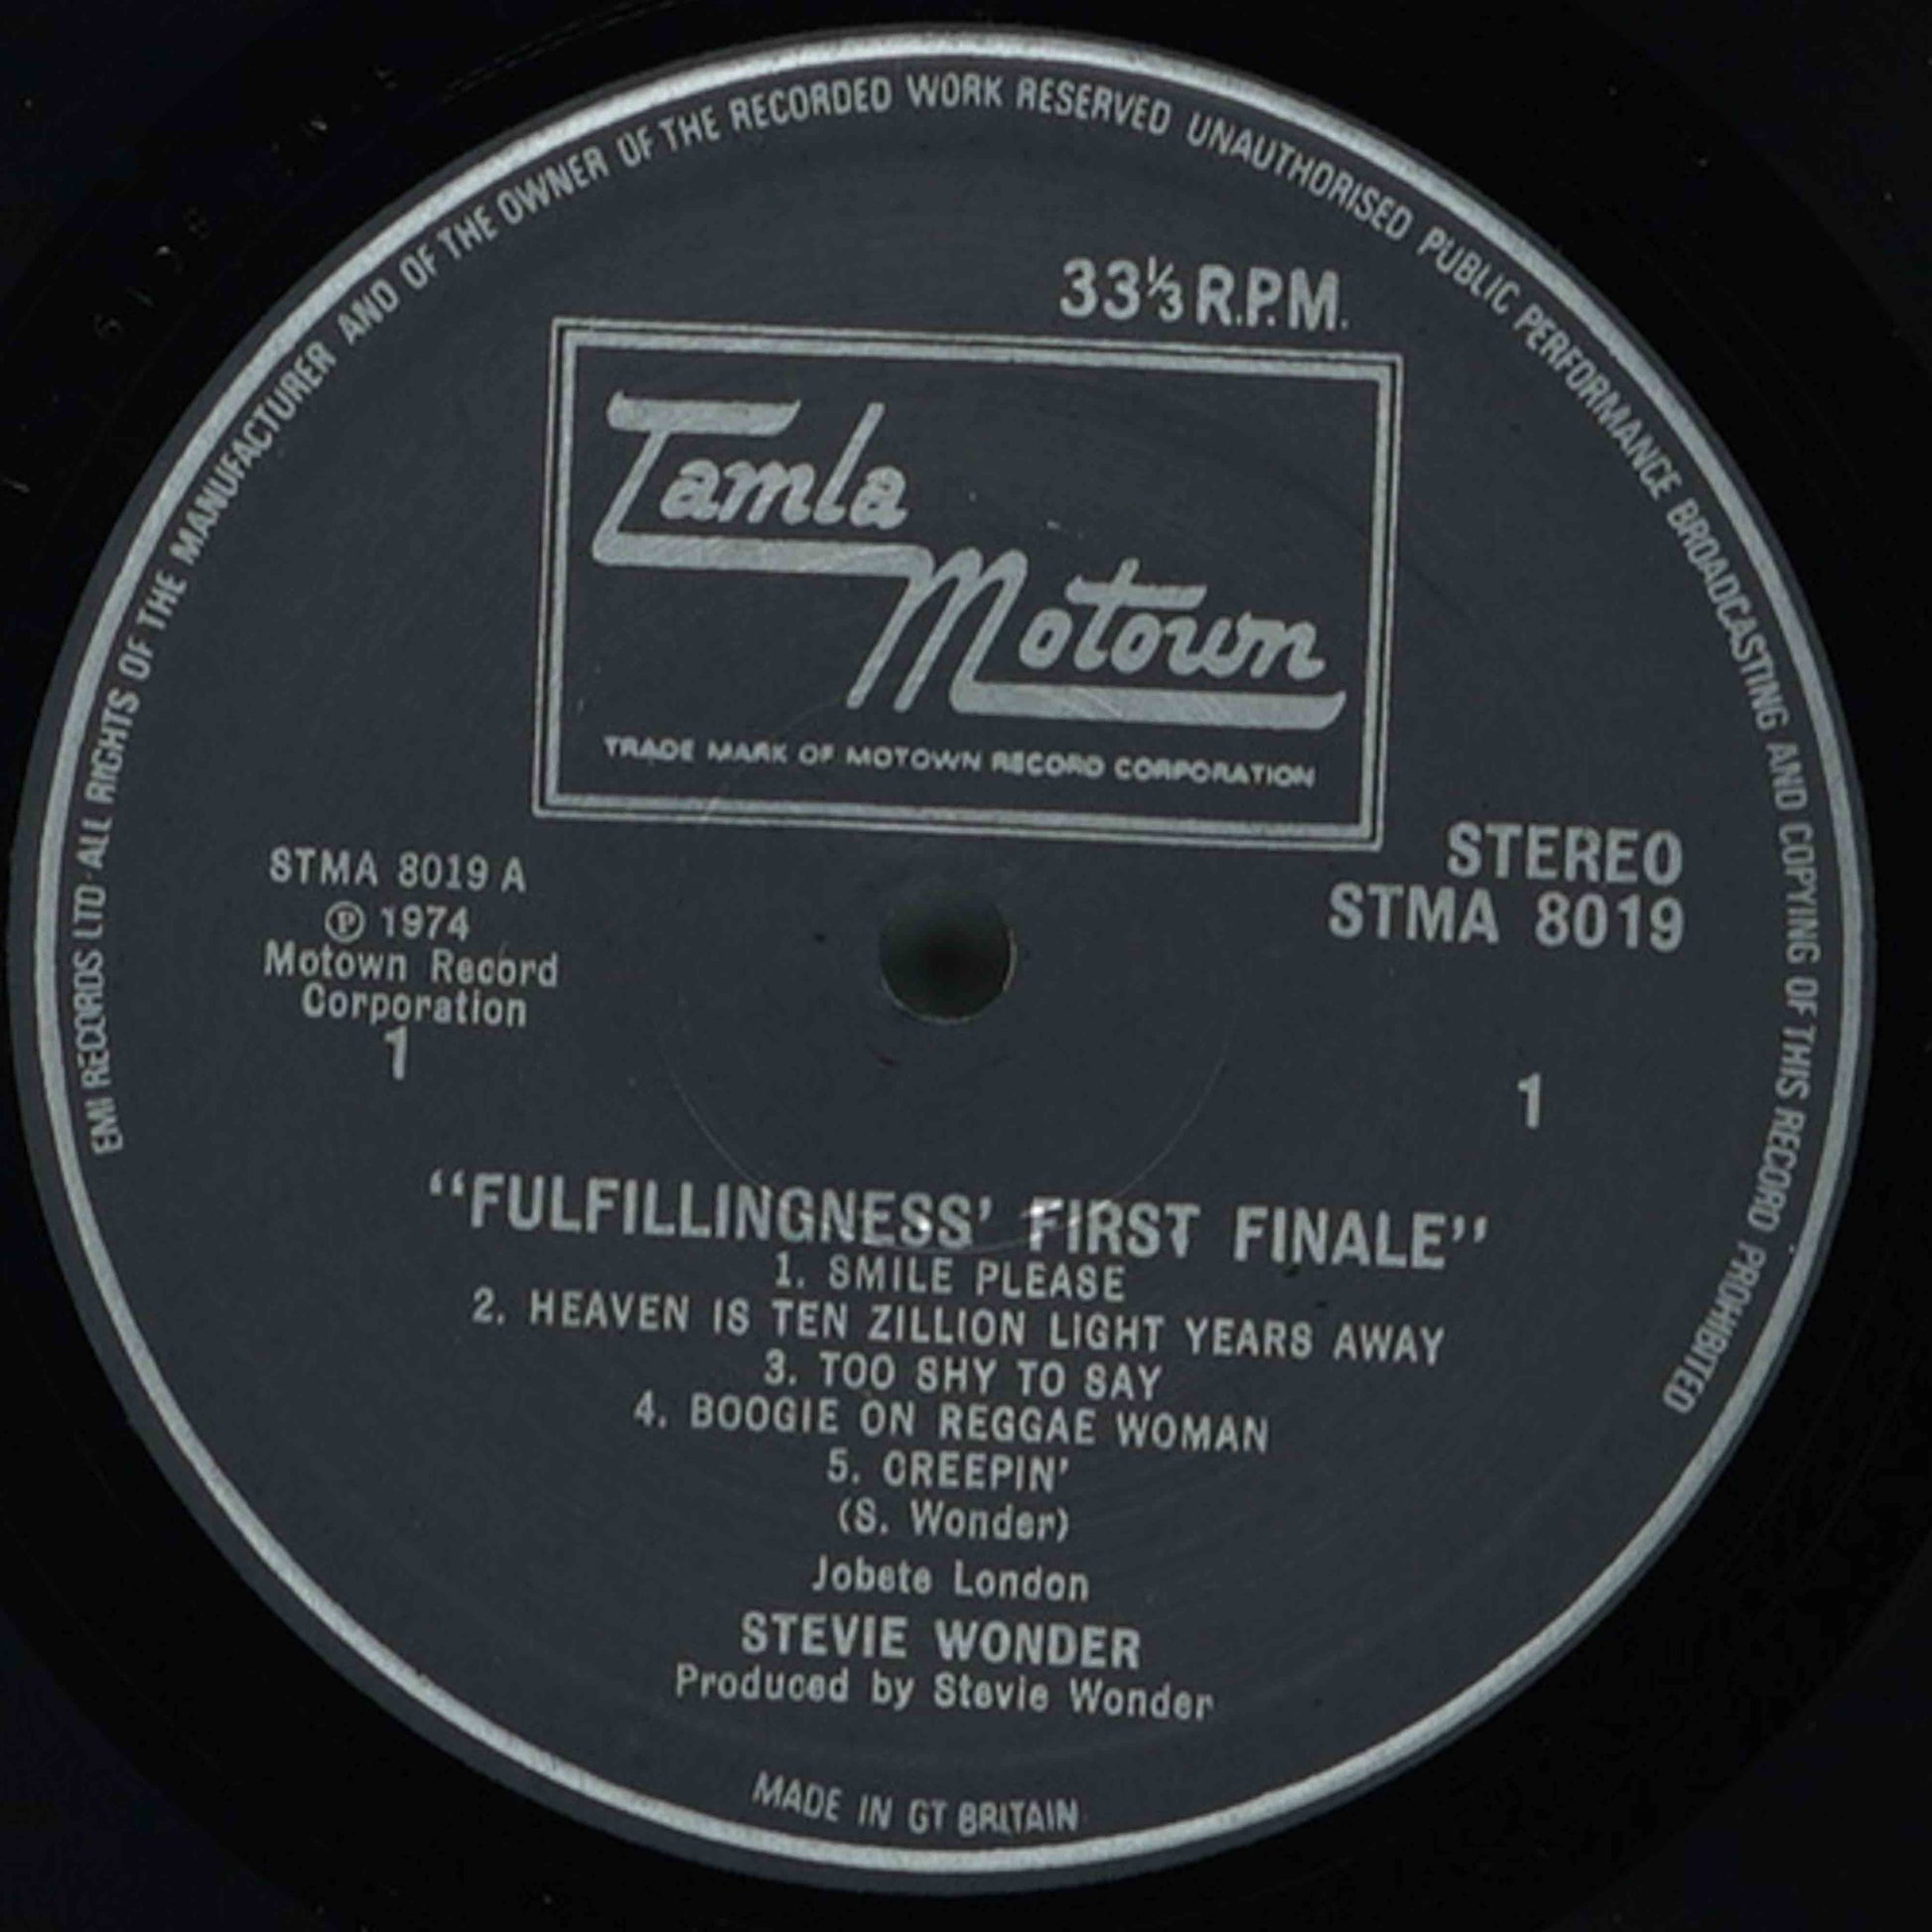 EMI RECORDS LTD·ALL RIGHTS OF THE MANUFACTURER AND OF THE OWNER OF THE RECORDED WORK RESERVED UNAUTHORISED PUBLIC PERFORMANCE BROADCASTING AND COPYING OF THIS RECORD PROHIBITED
33⅓ R.P.M.
Tamla
Motown
TRADE MARK OF MOTOWN RECORD CORPORATION
STEREO
STMA 8019
1
STMA 8019 A
Ⓟ 1974
Motown Record
Corporation
1
“FULFILLINGNESS’ FIRST FINALE”
1. SMILE PLEASE
2. HEAVEN IS TEN ZILLION LIGHT YEARS AWAY
3. TOO SHY TO SAY
4. BOOGIE ON REGGAE WOMAN
5. CREEPIN’
(S. Wonder)
Jobete London
STEVIE WONDER
Produced by Stevie Wonder
MADE IN GT BRITAIN